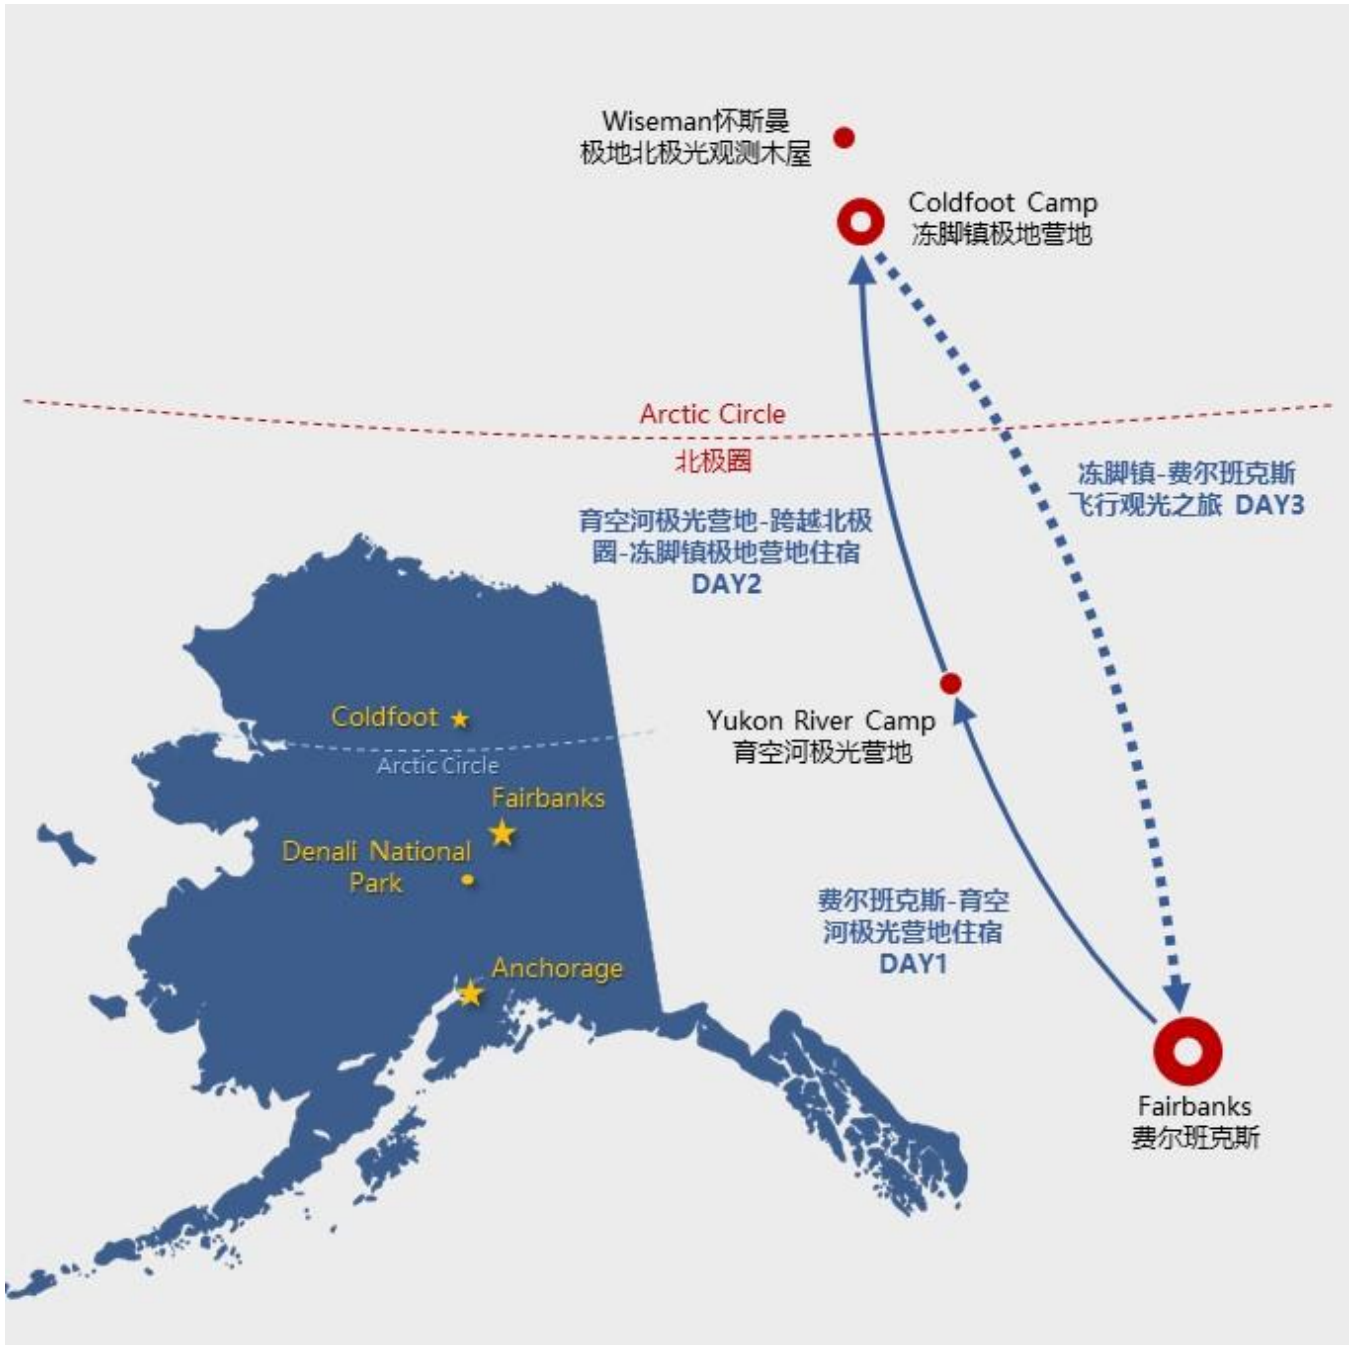 Wiseman怀斯曼
极地北极光观测木屋
Coldfoot Camp
冻脚镇极地营地
Arctic Circle
北极圈
冻脚镇-费尔班克斯
飞行观光之旅 DAY3
育空河极光营地-跨越北极
圈-冻脚镇极地营地住宿
DAY2
Yukon River Camp
育空河极光营地
Coldfoot
Arctic Circle
Fairbanks
Denali National
Park
Anchorage
费尔班克斯-育空
河极光营地住宿
DAY1
Fairbanks
费尔班克斯